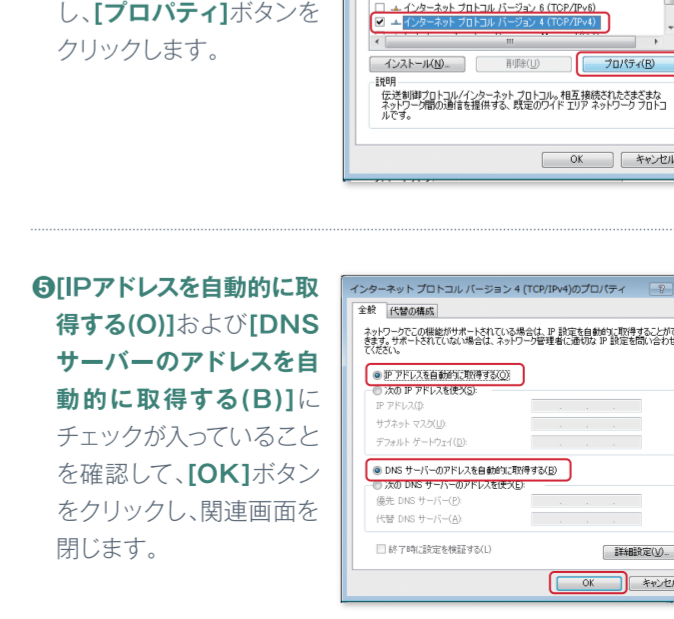 し、[プロパティ]ボタンを
クリックします。
インターネット プロトコル バージョン 6 (TCP/IPv6)
インターネット プロトコル バージョン 4 (TCP/IPv4)
インストール(N)... 削除(U) プロパティ(R)
説明
伝送制御プロトコル/インターネット プロトコル。相互接続されたさまざまな
ネットワーク間の通信を提供する、既定のワイド エリア ネットワーク プロトコ
ルです。
OK キャンセル
❺[IPアドレスを自動的に取
得する(O)]および[DNS
サーバーのアドレスを自
動的に取得する(B)]に
チェックが入っていること
を確認して、[OK]ボタン
をクリックし、関連画面を
閉じます。
インターネット プロトコル バージョン 4 (TCP/IPv4)のプロパティ
全般 代替の構成
ネットワークでこの機能がサポートされている場合は、IP 設定を自動的に取得することがで
きます。サポートされていない場合は、ネットワーク管理者に適切な IP 設定を問い合わせ
てください。
IP アドレスを自動的に取得する(O)
次の IP アドレスを使う(S):
IP アドレス(I):
サブネット マスク(U):
デフォルト ゲートウェイ(D):
DNS サーバーのアドレスを自動的に取得する(B)
次の DNS サーバーのアドレスを使う(E):
優先 DNS サーバー(P):
代替 DNS サーバー(A):
終了時に設定を検証する(L) 詳細設定(V)...
OK キャンセル